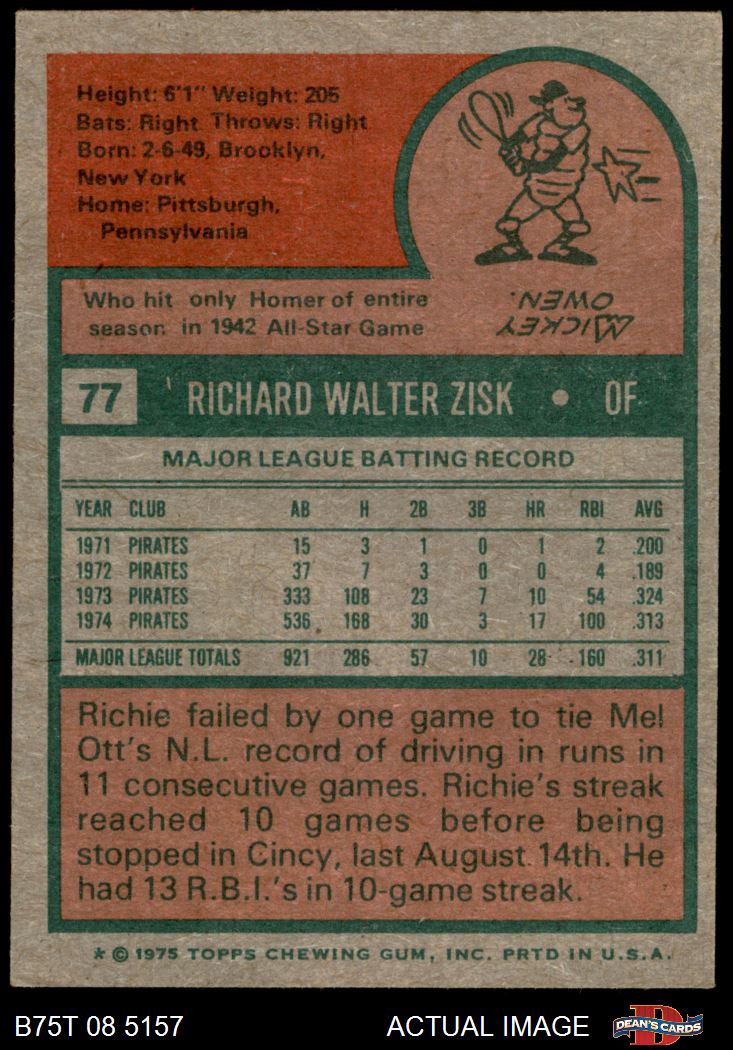 Height: 6'1" Weight: 205
Bats: Right Throws: Right
Born: 2-6-49, Brooklyn,
New York
Home: Pittsburgh,
Pennsylvania
Who hit only Homer of entire
season in 1942 All-Star Game
MICKEY
OWEN.
77 RICHARD WALTER ZISK • OF
MAJOR LEAGUE BATTING RECORD
YEAR CLUB AB H 2B 3B HR RBI AVG
1971 PIRATES 15 3 1 0 1 2 .200
1972 PIRATES 37 7 3 0 0 4 .189
1973 PIRATES 333 108 23 7 10 54 .324
1974 PIRATES 536 168 30 3 17 100 .313
MAJOR LEAGUE TOTALS 921 286 57 10 28 160 .311
Richie failed by one game to tie Mel
Ott's N.L. record of driving in runs in
11 consecutive games. Richie's streak
reached 10 games before being
stopped in Cincy, last August 14th. He
had 13 R.B.I.'s in 10-game streak.
* © 1975 TOPPS CHEWING GUM, INC. PRTD IN U.S.A.
B75T 08 5157 ACTUAL IMAGE D DEAN'S CARDS